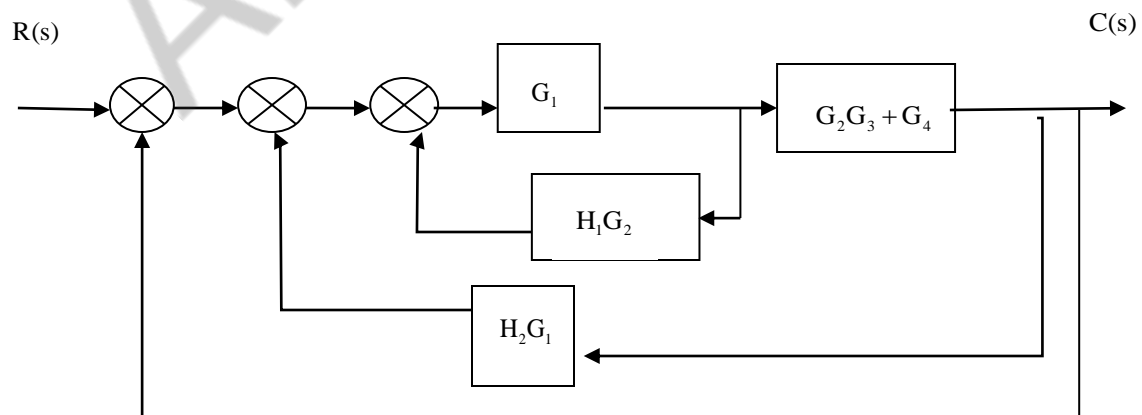 R(s)
C(s)
G₁
G₂G₃ + G₄
H₁G₂
H₂G₁